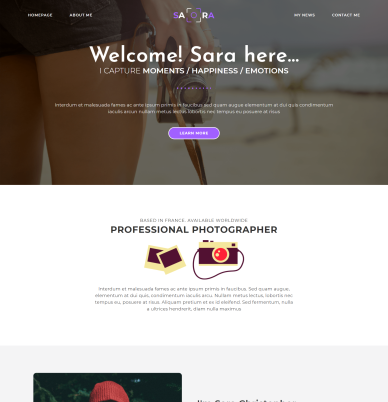 HOMEPAGE
ABOUT ME
SA RA
MY NEWS
CONTACT ME
Welcome! Sara here...
I CAPTURE MOMENTS / HAPPINESS / EMOTIONS
Interdum et malesuada fames ac ante ipsum primis in faucibus sed quam augue elementum at dui quis condimentum
iaculis arcun nullam metus lectus lobortis nec tempus eu posuere at risus
LEARN MORE
BASED IN FRANCE, AVAILABLE WORLDWIDE
PROFESSIONAL PHOTOGRAPHER
Interdum et malesuada fames ac ante ipsum primis in faucibus. Sed quam augue,
elementum at dui quis, condimentum iaculis arcu. Nullam metus lectus, lobortis nec
tempus eu, posuere at risus. Aliquam pretium et ex id eleifend. Sed fermentum, nulla
a ultrices hendrerit, diam nulla maximus